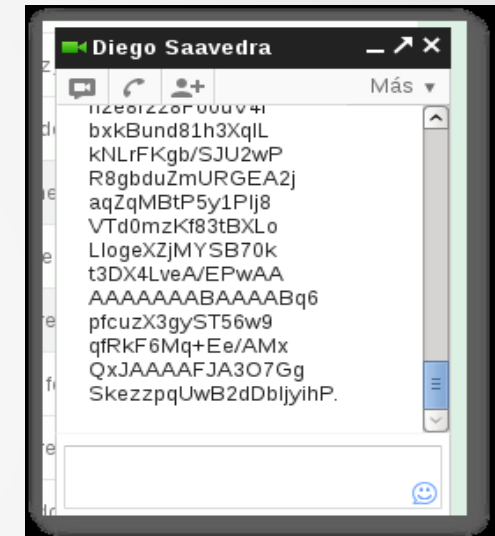 Diego Saavedra
Más
bxkBund81h3XqlL
kNLrFKgb/SJU2wP
R8gbduZmURGEA2j
aqZqMBtP5y1Plj8
VTd0mzKf83tBXLo
LlogeXZjMYSB70k
t3DX4LveA/EPwAA
AAAAAAABAAAABq6
pfcuzX3gyST56w9
qfRkF6Mq+Ee/AMx
QxJAAAAFJA3O7Gg
SkezzpqUwB2dDbljyihP.